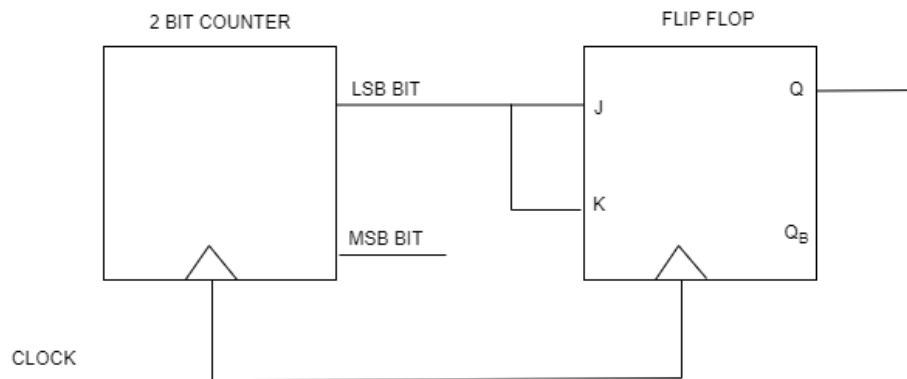 2 BIT COUNTER
FLIP FLOP
LSB BIT
J
Q
K
MSB BIT
QB
CLOCK